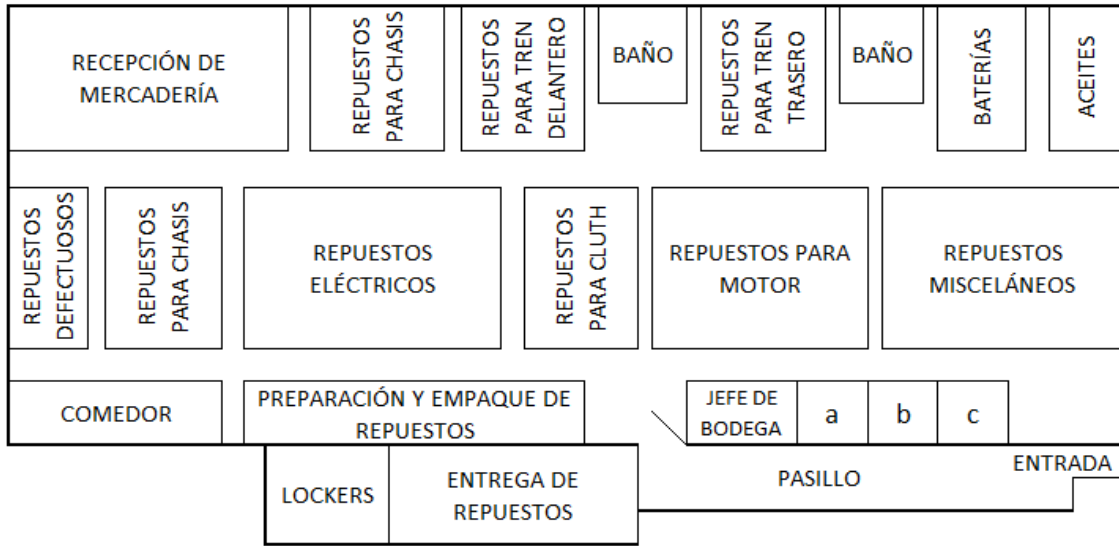 RECEPCIÓN DE
MERCADERÍA
REPUESTOS
PARA CHASIS
REPUESTOS
PARA TREN
DELANTERO
BAÑO
REPUESTOS
PARA TREN
TRASERO
BAÑO
BATERÍAS
ACEITES
REPUESTOS
DEFECTUOSOS
REPUESTOS
PARA CHASIS
REPUESTOS
ELÉCTRICOS
REPUESTOS
PARA CLUTH
REPUESTOS PARA
MOTOR
REPUESTOS
MISCELÁNEOS
COMEDOR
PREPARACIÓN Y EMPAQUE DE
REPUESTOS
JEFE DE
BODEGA
a
b
c
LOCKERS
ENTREGA DE
REPUESTOS
PASILLO
ENTRADA